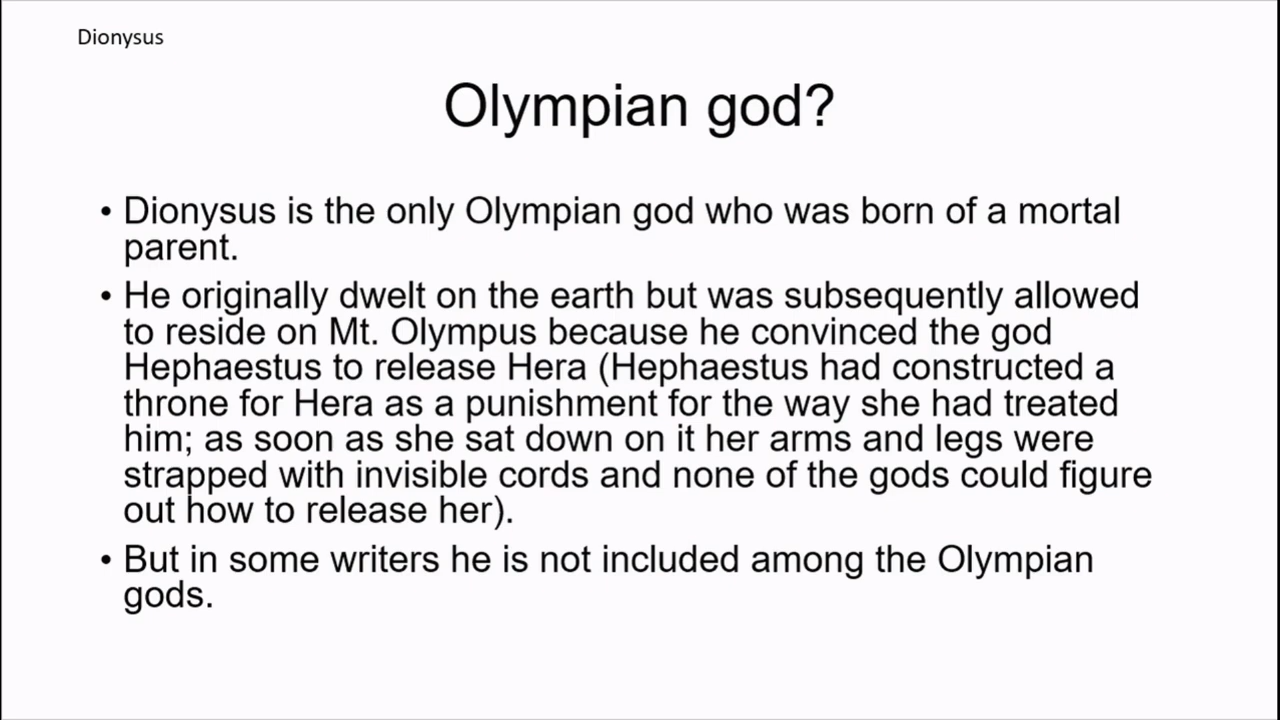 Dionysus
Olympian god?
• Dionysus is the only Olympian god who was born of a mortal
parent.
• He originally dwelt on the earth but was subsequently allowed
to reside on Mt. Olympus because he convinced the god
Hephaestus to release Hera (Hephaestus had constructed a
throne for Hera as a punishment for the way she had treated
him; as soon as she sat down on it her arms and legs were
strapped with invisible cords and none of the gods could figure
out how to release her).
• But in some writers he is not included among the Olympian
gods.